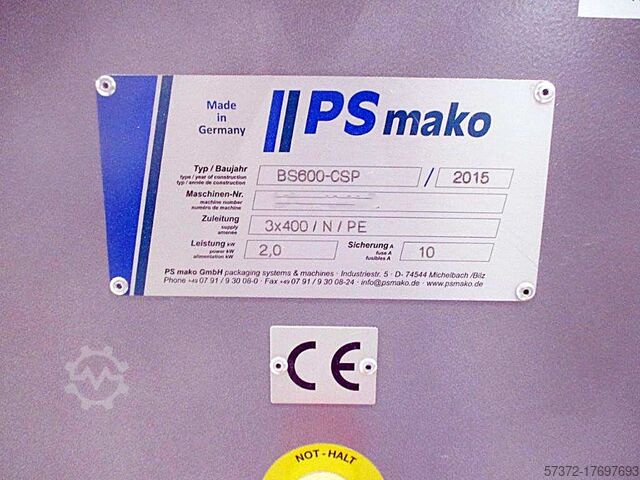 Made
in
Germany
PS mako
Typ / Baujahr
type / year of construction
typ / année de construction
BS600-CSP / 2015
Maschinen-Nr.
machine number
numéro de machine
Zuleitung
supply
amenée
3x400 / N / PE
Leistung kW
power kW
alimentation kW
2,0
Sicherung A
fuse A
fusibles A
10
PS mako GmbH packaging systems & machines · Industriestr. 5 · D- 74544 Michelbach /Bilz
Phone +49 07 91 / 9 30 08-0 · Fax +49 07 91 / 9 30 08-24 · info@psmako.de · www.psmako.de
CE
NOT-HALT
57372-17697693